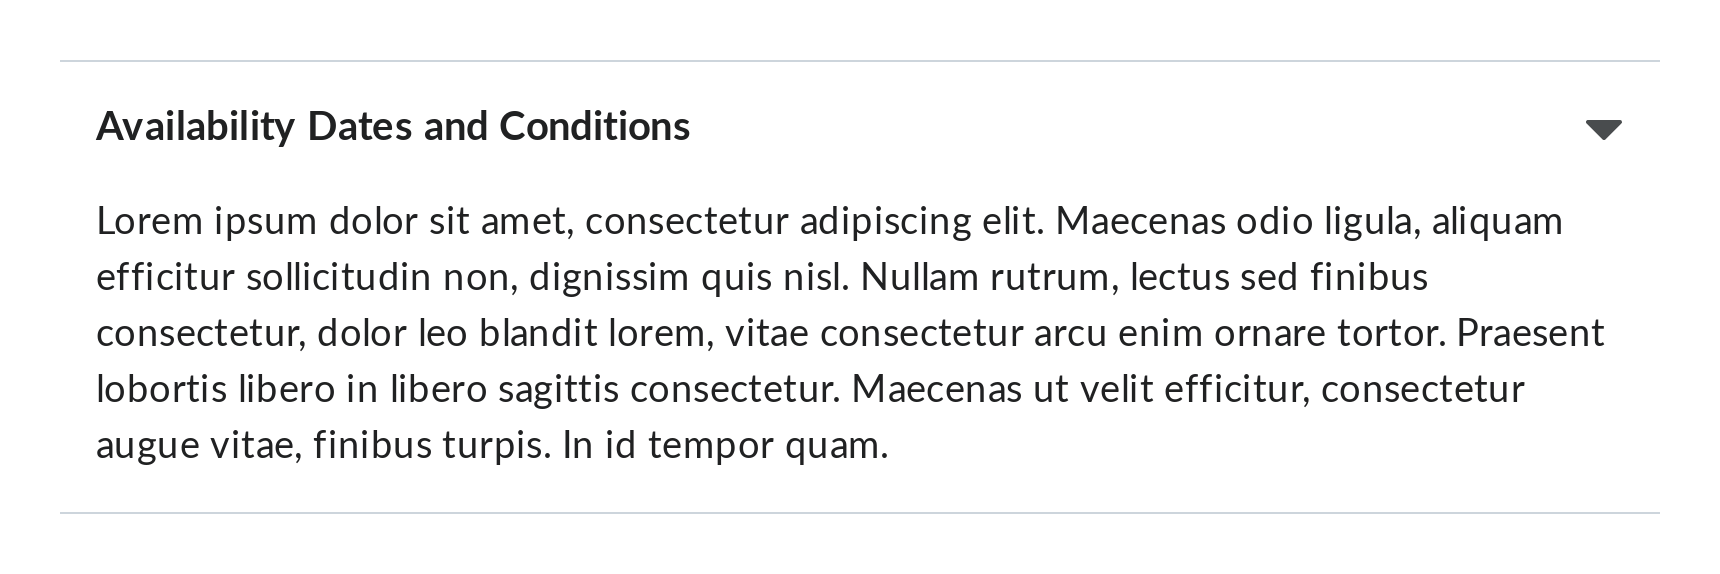 Availability Dates and Conditions
Lorem ipsum dolor sit amet, consectetur adipiscing elit. Maecenas odio ligula, aliquam
efficitur sollicitudin non, dignissim quis nisl. Nullam rutrum, lectus sed finibus
consectetur, dolor leo blandit lorem, vitae consectetur arcu enim ornare tortor. Praesent
lobortis libero in libero sagittis consectetur. Maecenas ut velit efficitur, consectetur
augue vitae, finibus turpis. In id tempor quam.